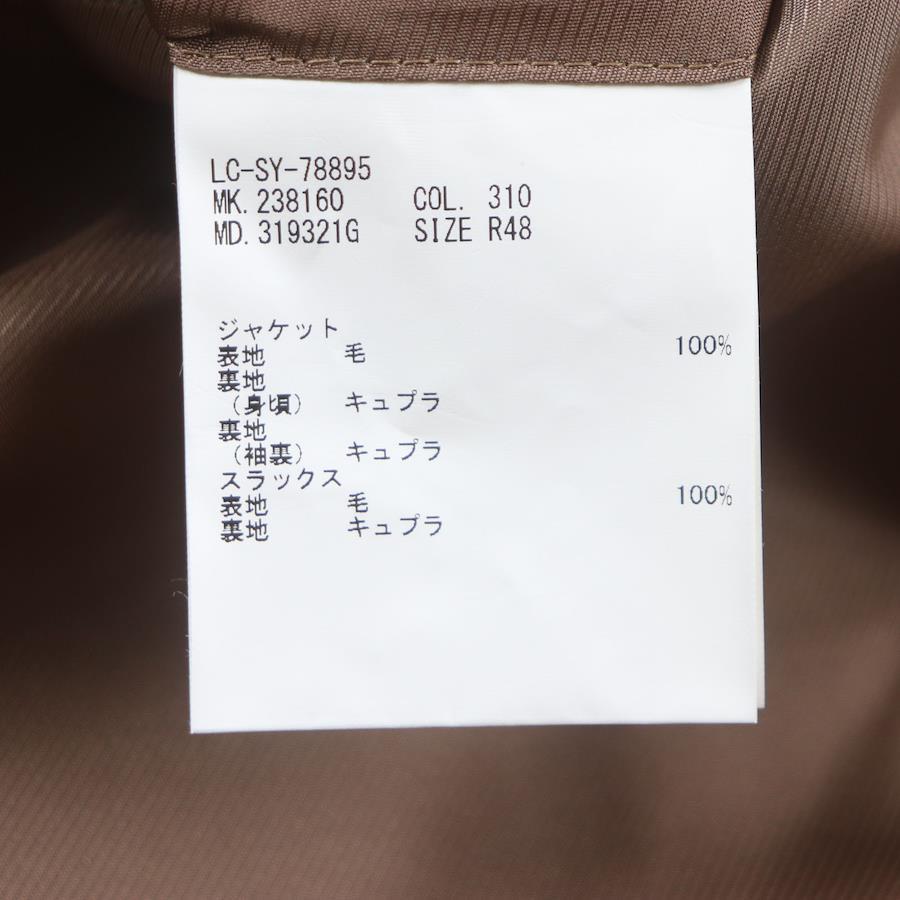 LC-SY-78895
MK. 238160 COL. 310
MD. 319321G SIZE R48
ジャケット
表地 毛 100%
裏地
(身頃) キュプラ
裏地
(袖裏) キュプラ
スラックス
表地 毛 100%
裏地 キュプラ